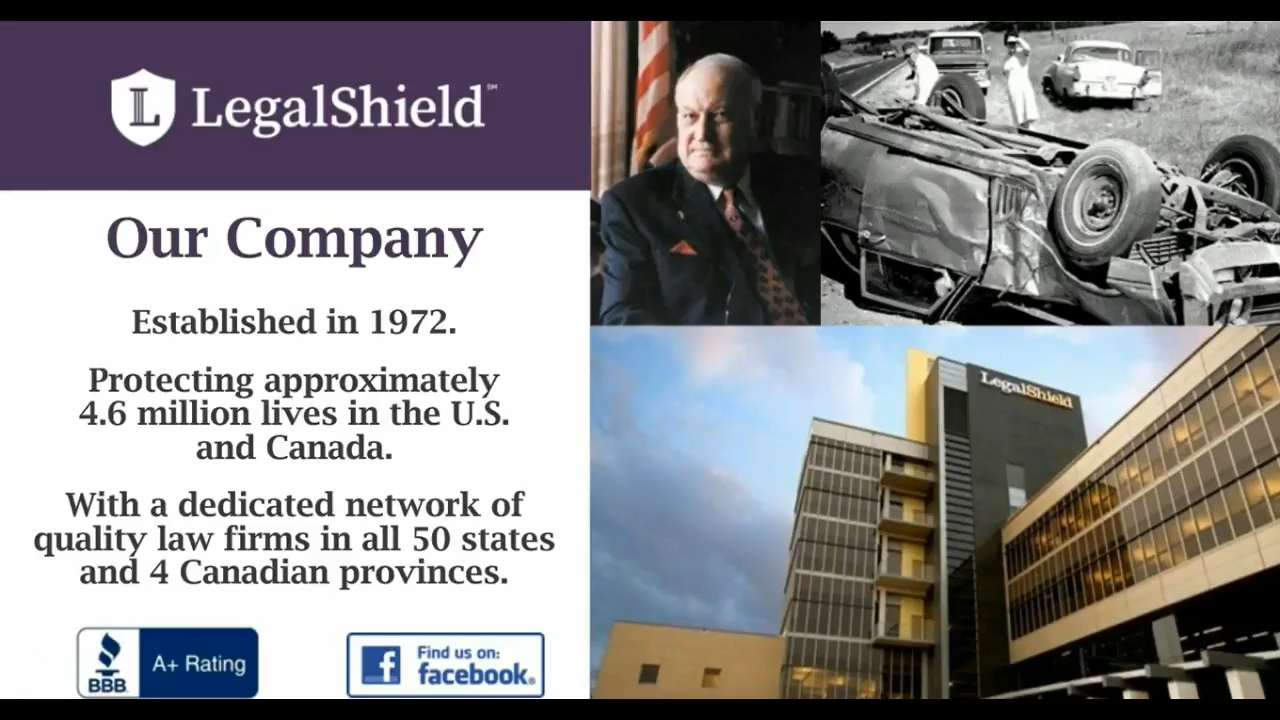 L LegalShield℠
Our Company
Established in 1972.
Protecting approximately
4.6 million lives in the U.S.
and Canada.
With a dedicated network of
quality law firms in all 50 states
and 4 Canadian provinces.
BBB
A+ Rating
f Find us on:
facebook®
LegalShield